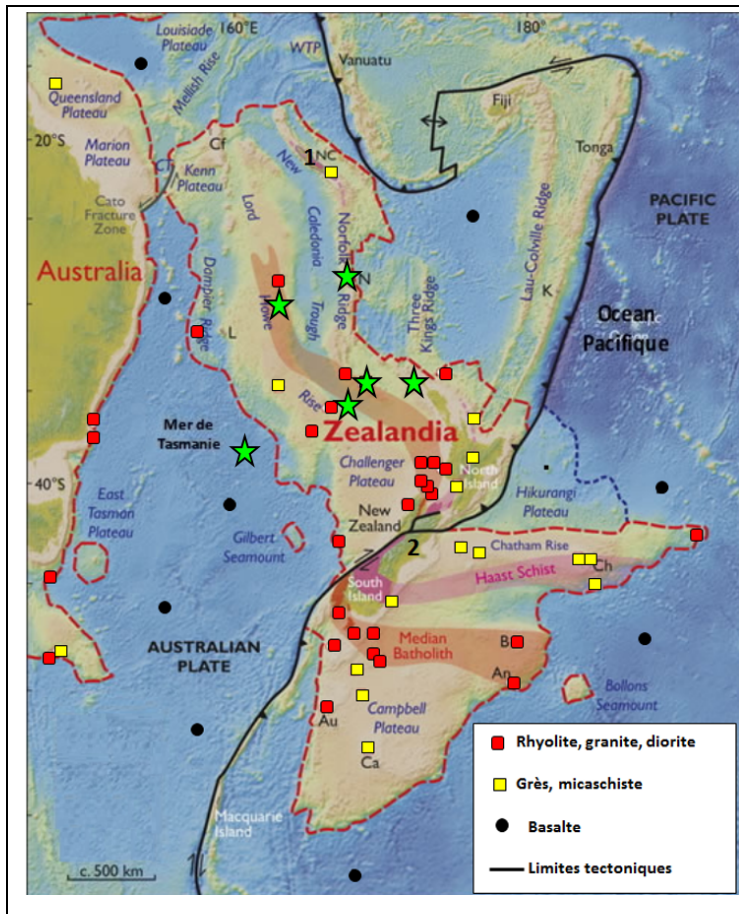 Louisiade
Plateau
160°E
180°
WTP
Vanuatu
Mellish Rise
Queensland
Plateau
Fiji
20°S
Marion
Plateau
Cf
1
NC
New
Tonga
CT
Kenn
Plateau
Cato
Fracture
Zone
Lord
Caledonia
Norfolk
PACIFIC
PLATE
Lau-Colville Ridge
Australia
Dampier Ridge
Trough
Ridge
N
Three
Kings Ridge
K
Howe
L
Ocean
Pacifique
Rise
Mer de
Tasmanie
Zealandia
Challenger
Plateau
North
Island
40°S
East
Tasman
Plateau
New
Zealand
Hikurangi
Plateau
Gilbert
Seamount
2
Chatham Rise
Ch
Haast Schist
South
Island
AUSTRALIAN
PLATE
Median
Batholith
B
An
Bollons
Seamount
Au
Campbell
Plateau
Ca
Macquarie
Island
c. 500 km
Rhyolite, granite, diorite
Grès, micaschiste
Basalte
Limites tectoniques